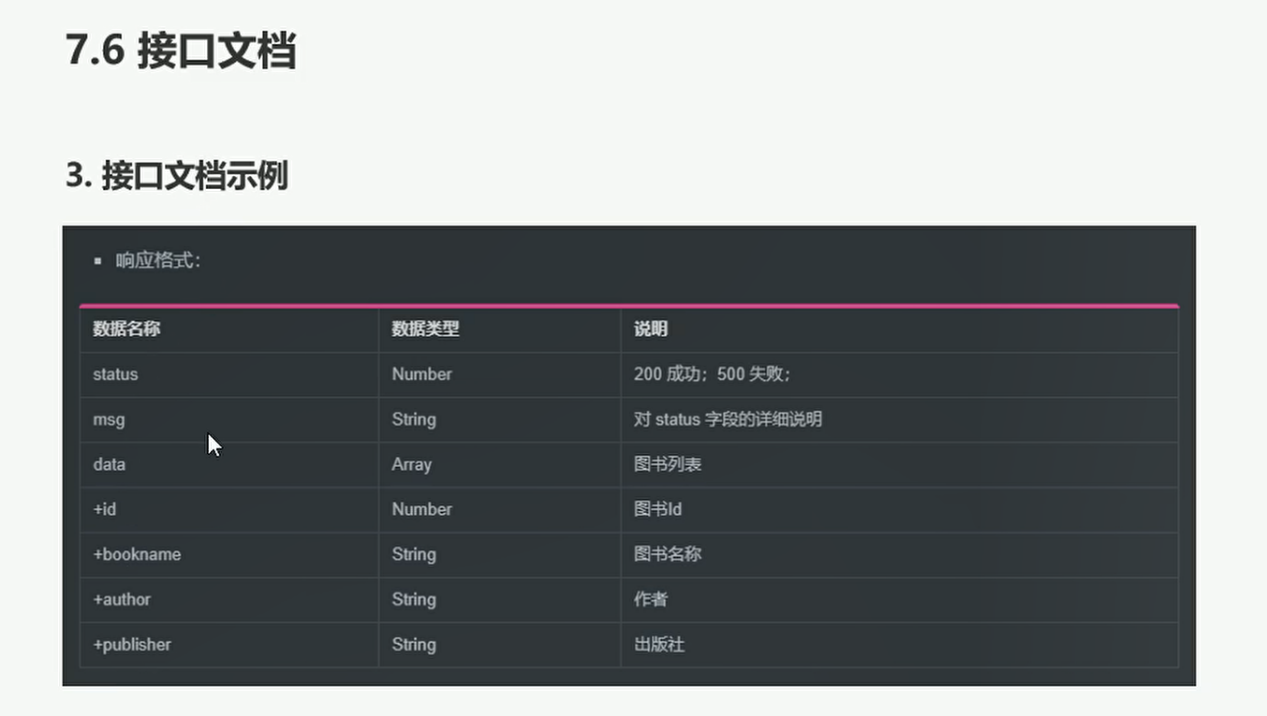 7.6 接口文档
3. 接口文档示例
▪ 响应格式：
数据名称 数据类型 说明
status Number 200 成功；500 失败；
msg String 对 status 字段的详细说明
data Array 图书列表
+id Number 图书Id
+bookname String 图书名称
+author String 作者
+publisher String 出版社